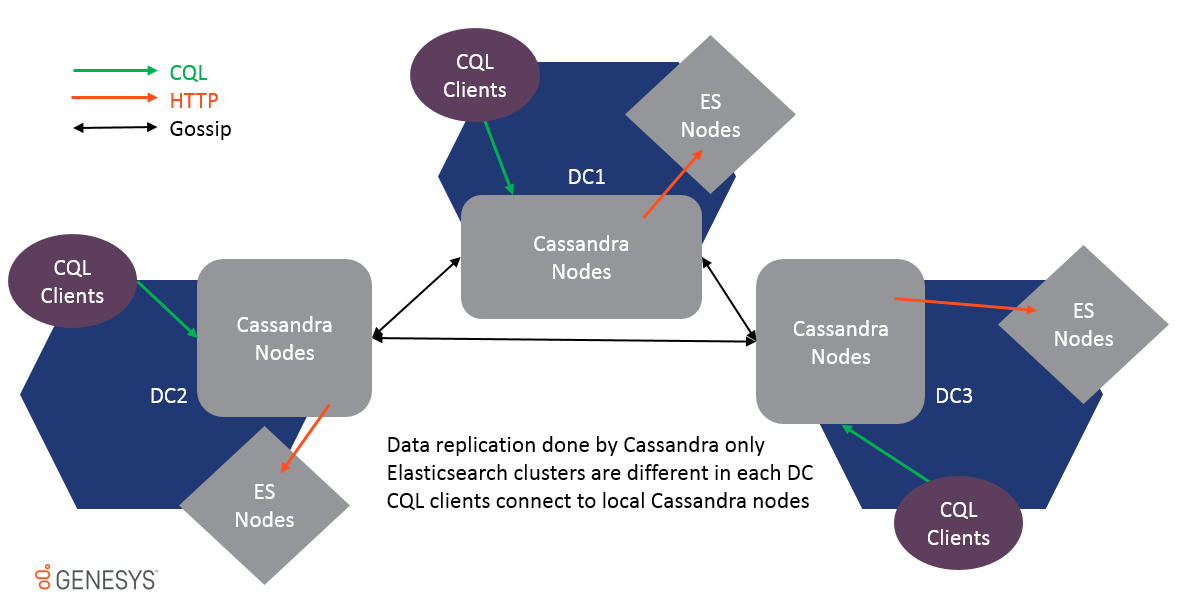 CQL
HTTP
Gossip
CQL
Clients
ES
Nodes
DC1
Cassandra
Nodes
CQL
Clients
Cassandra
Nodes
DC2
ES
Nodes
Cassandra
Nodes
ES
Nodes
DC3
CQL
Clients
Data replication done by Cassandra only
Elasticsearch clusters are different in each DC
CQL clients connect to local Cassandra nodes
GENESYS™